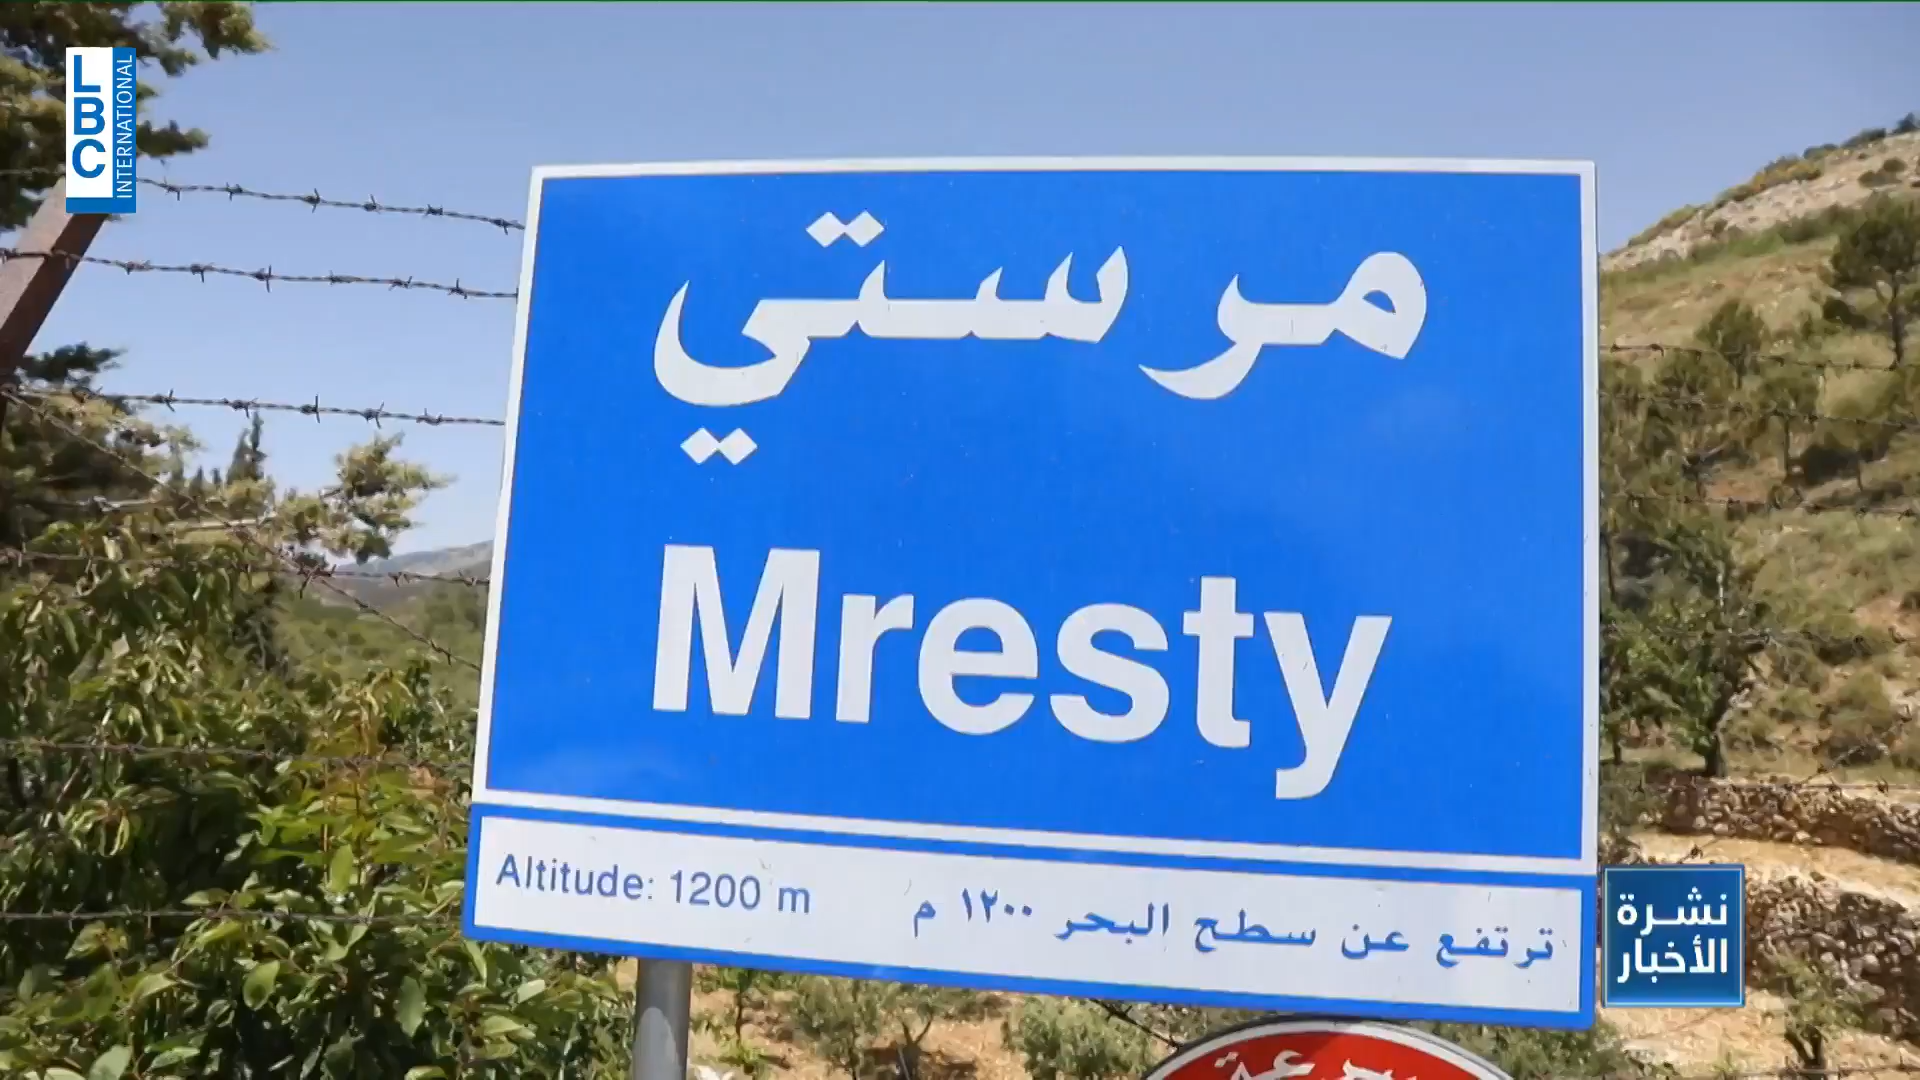 LBC
INTERNATIONAL
مرستي
Mresty
Altitude: 1200 m
ترتفع عن سطح البحر ١٢٠٠ م
نشرة
الأخبار